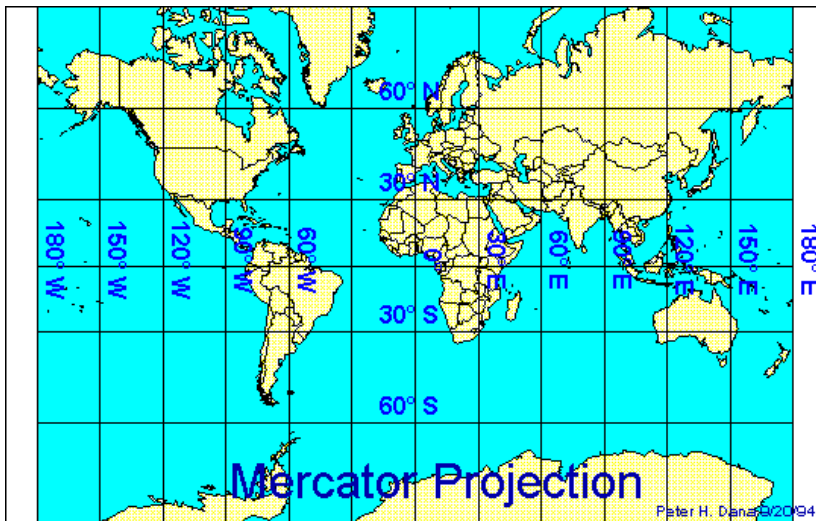 60° N
30° N
180° W
150° W
120° W
90° W
60° W
0
30° E
60° E
90° E
120° E
150° E
180° E
30° S
60° S
Mercator Projection
Peter H. Dana 9/20/94